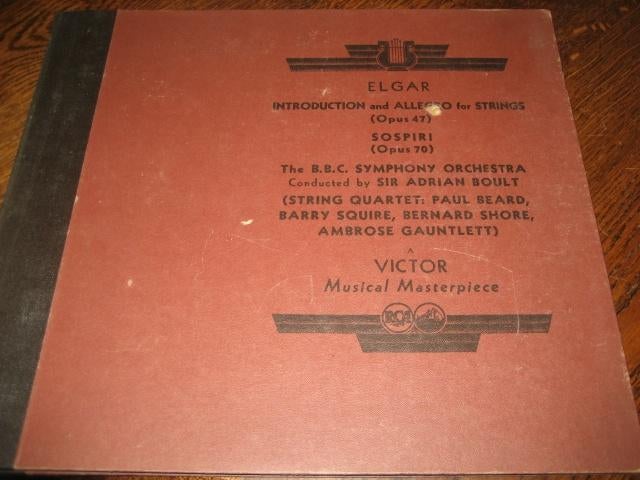 ELGAR
INTRODUCTION and ALLEGRO for STRINGS
(Opus 47)
SOSPIRI
(Opus 70)
The B.B.C. SYMPHONY ORCHESTRA
Conducted by SIR ADRIAN BOULT
(STRING QUARTET: PAUL BEARD,
BARRY SQUIRE, BERNARD SHORE,
AMBROSE GAUNTLETT)
A
VICTOR
Musical Masterpiece
RCA